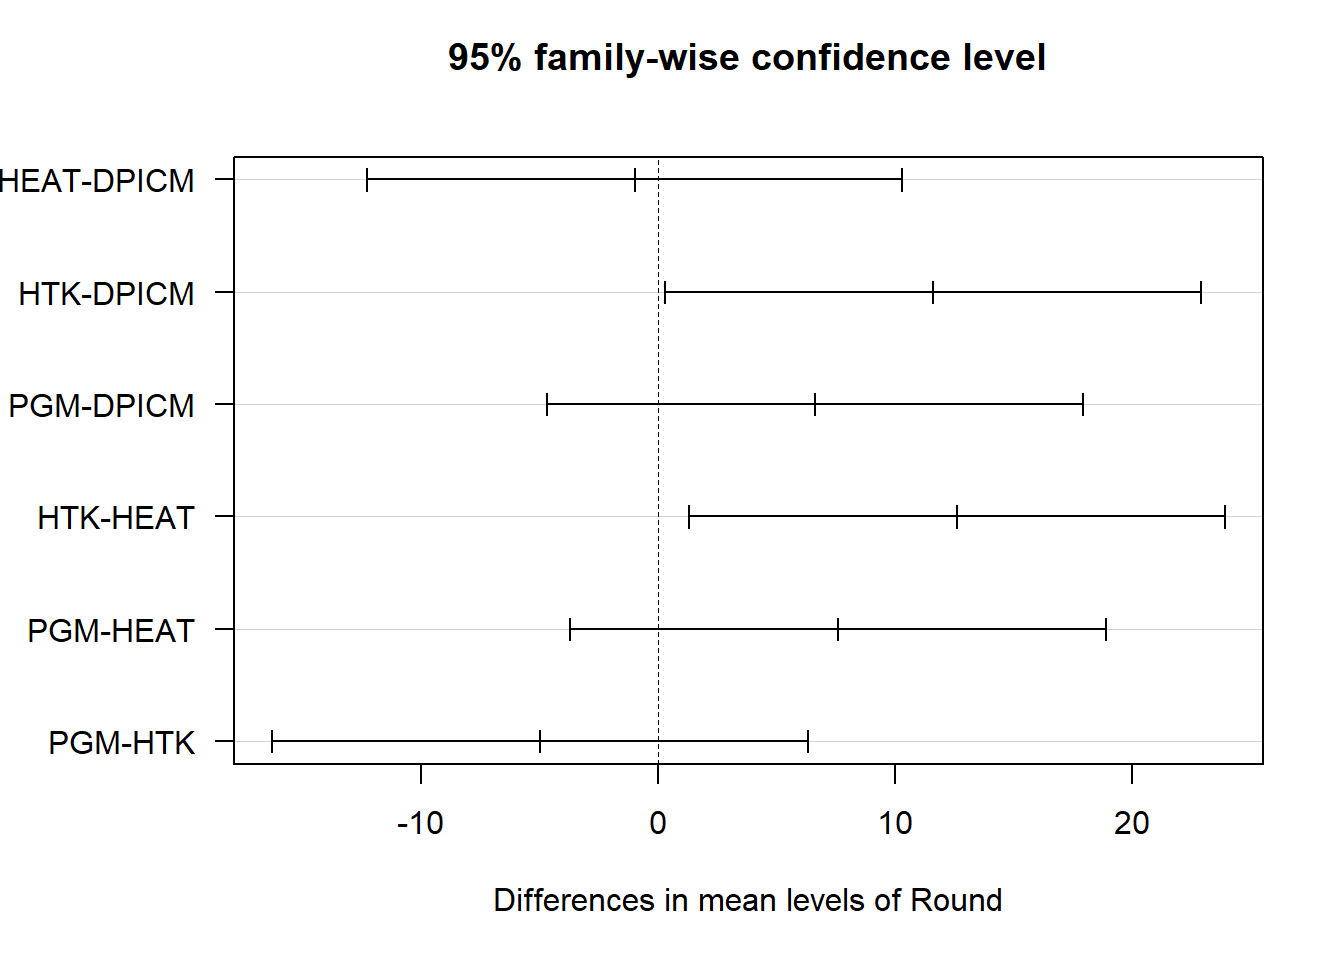 95% family-wise confidence level
HEAT-DPICM
HTK-DPICM
PGM-DPICM
HTK-HEAT
PGM-HEAT
PGM-HTK
-10 0 10 20
Differences in mean levels of Round